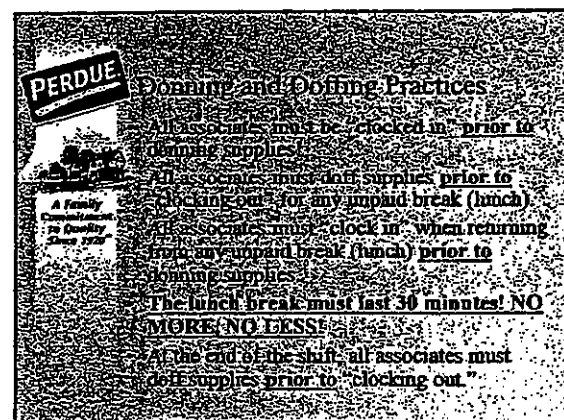 PERDUE
Donning and Doffing Practices
All associates must be "clocked in" prior to
donning supplies!
All associates must doff supplies prior to
"clocking out" for any unpaid break (lunch)
All associates must "clock in" when returning
from any unpaid break (lunch) prior to
donning supplies
The lunch break must last 30 minutes! NO
MORE, NO LESS!
At the end of the shift, all associates must
doff supplies prior to "clocking out."
A Family
Commitment
to Quality
Since 1920